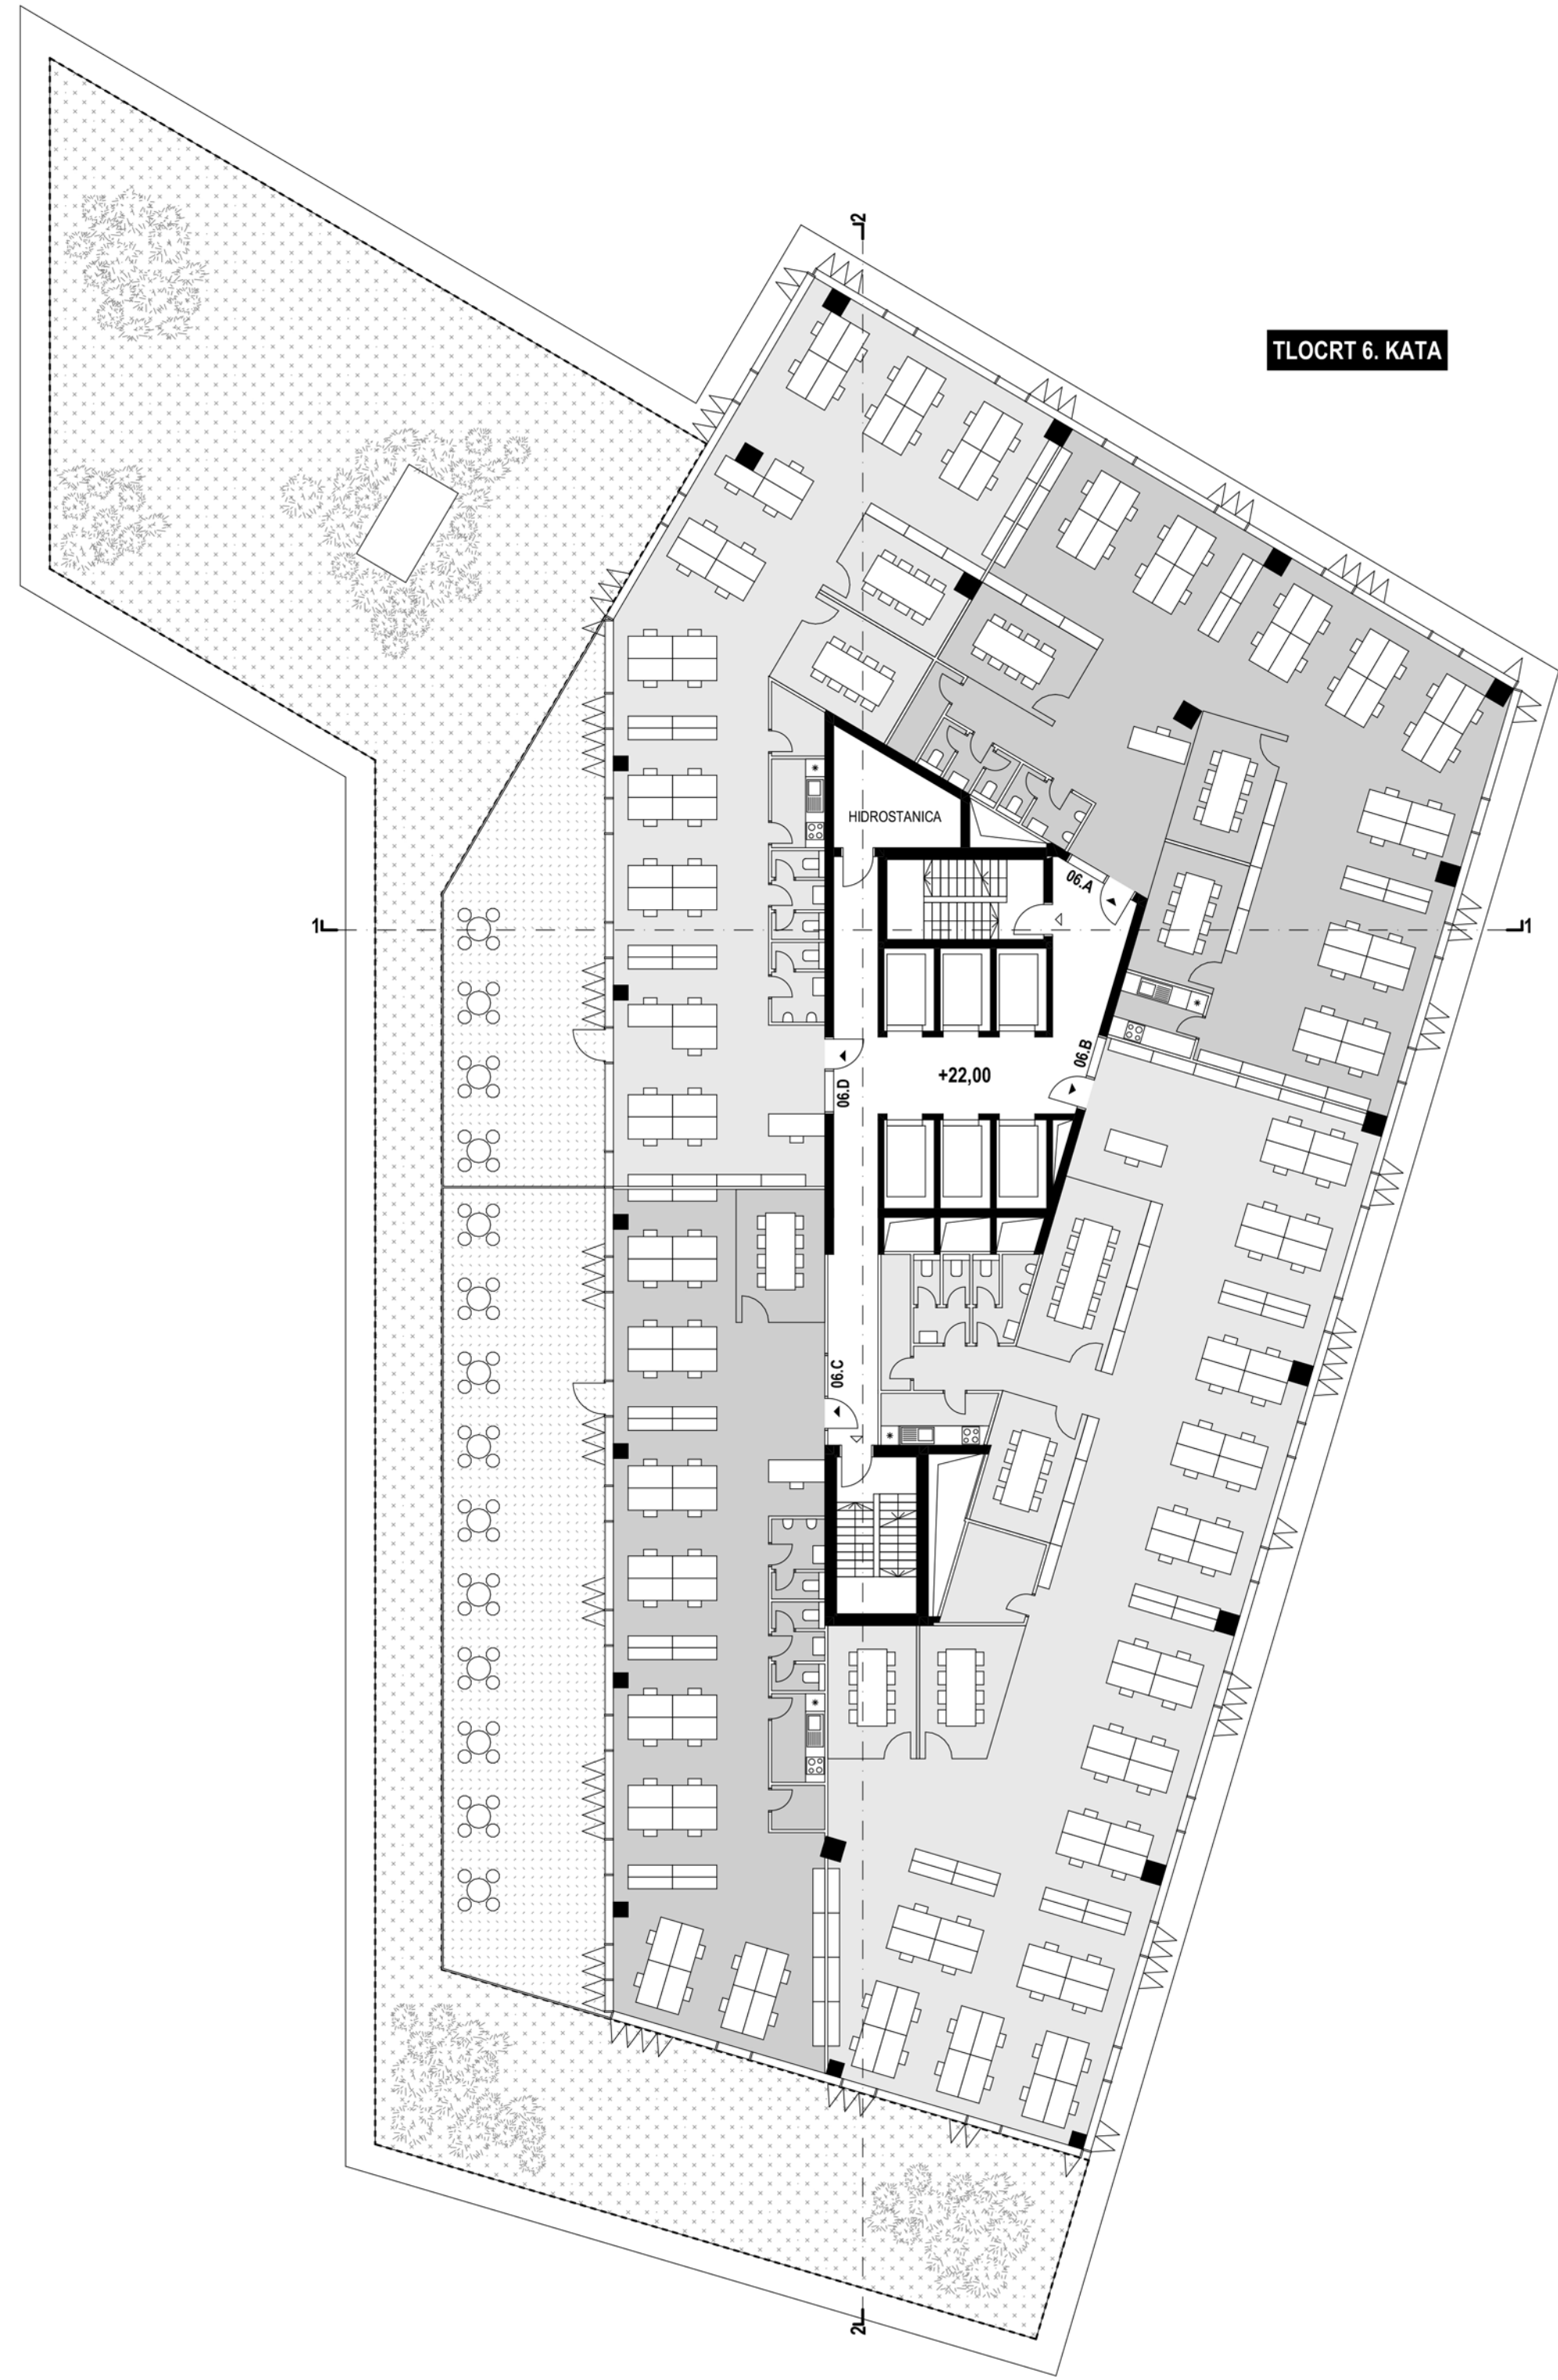 2
TLOCRT 6. KATA
HIDROSTANICA
06.A
1
1
06.B
+22,00
06.D
06.C
2